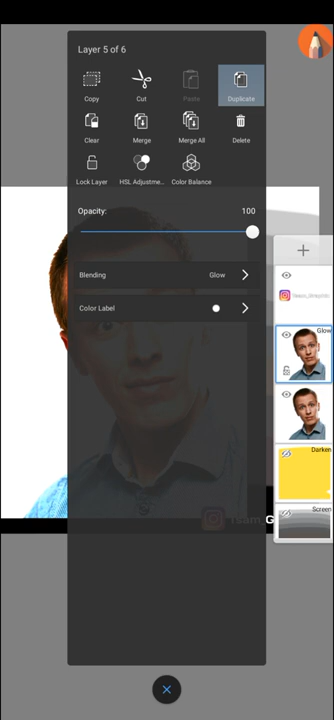 Layer 5 of 6
Copy
Cut
Paste
Duplicate
Clear
Merge
Merge All
Delete
Lock Layer
HSL Adjustme...
Color Balance
Opacity:
100
Blending
Glow
Color Label
Glow
Darken
Screen